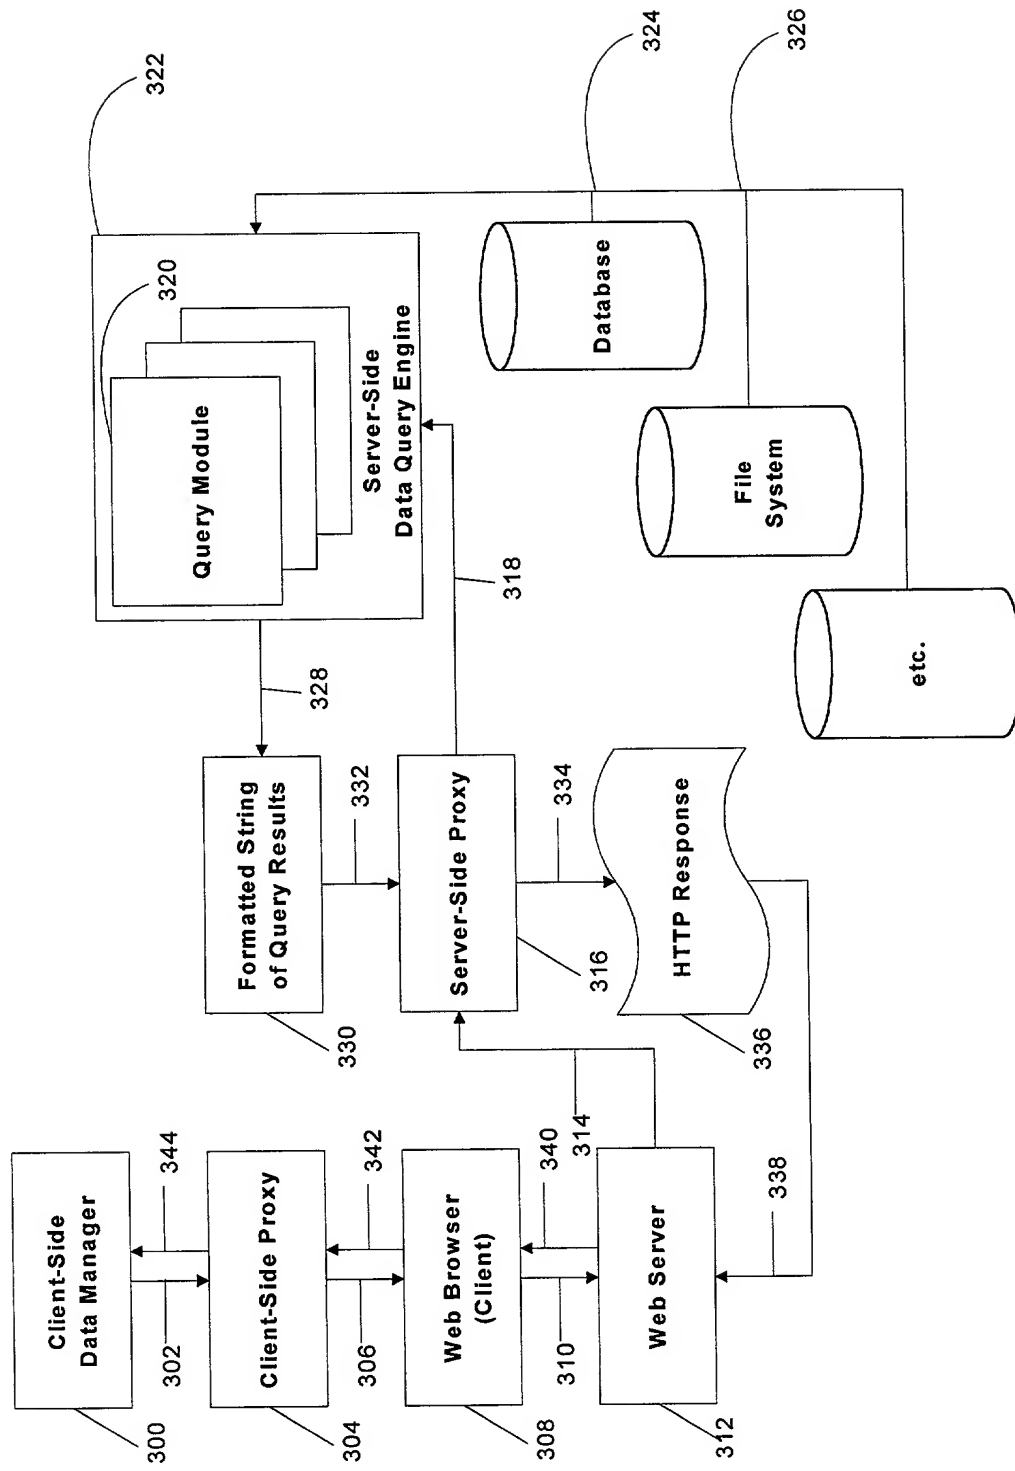 300
Client-Side
Data Manager
302
344
304
Client-Side Proxy
306
342
308
Web Browser
(Client)
310
340
312
Web Server
314
338
330
Formatted String
of Query Results
328
332
316
Server-Side Proxy
318
334
336
HTTP Response
320
322
Query Module
Server-Side
Data Query Engine
324
326
Database
File
System
etc.